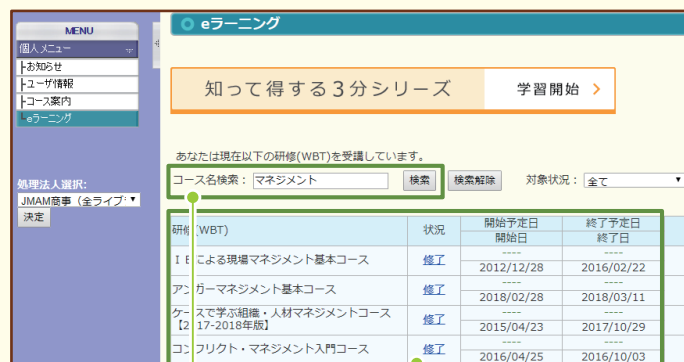 MENU
個人メニュー
お知らせ
ユーザ情報
コース案内
eラーニング
処理法人選択:
JMAM商事（全ライブ
決定
eラーニング
知って得する3分シリーズ 学習開始 >
あなたは現在以下の研修(WBT)を受講しています。
コース名検索： マネジメント 検索 検索解除 対象状況： 全て
研修(WBT) 状況 開始予定日 終了予定日
開始日 終了日
による現場マネジメント基本コース 修了 ---- ----
2012/12/28 2016/02/22
アンガーマネジメント基本コース 修了 ---- ----
2018/02/28 2018/03/11
ケースで学ぶ組織・人材マネジメントコース
【2017-2018年版】 修了 ---- ----
2015/04/23 2017/10/29
コンフリクト・マネジメント入門コース 修了 ---- ----
2016/04/25 2016/10/03